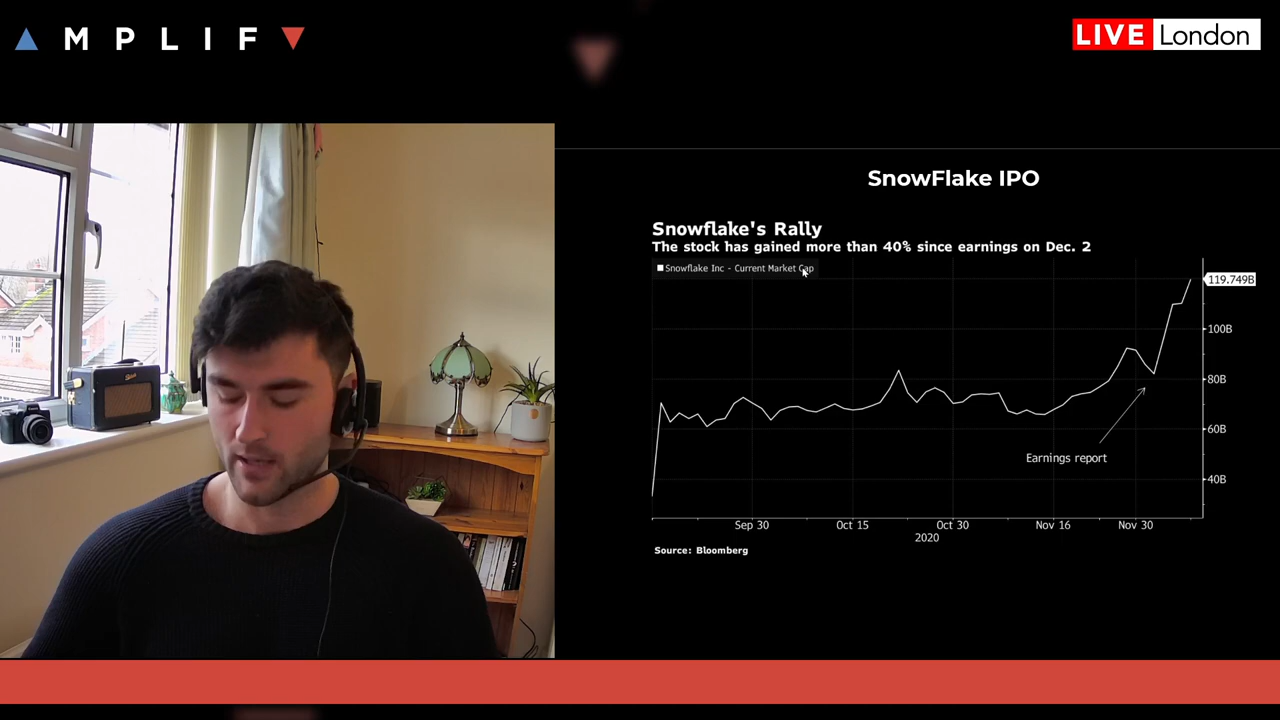 ▲ M P L I F ▼
LIVE London
SnowFlake IPO
Snowflake's Rally
The stock has gained more than 40% since earnings on Dec. 2
Snowflake Inc - Current Market Cap
119.749B
100B
80B
60B
Earnings report
40B
Sep 30 Oct 15 Oct 30 Nov 16 Nov 30
2020
Source: Bloomberg